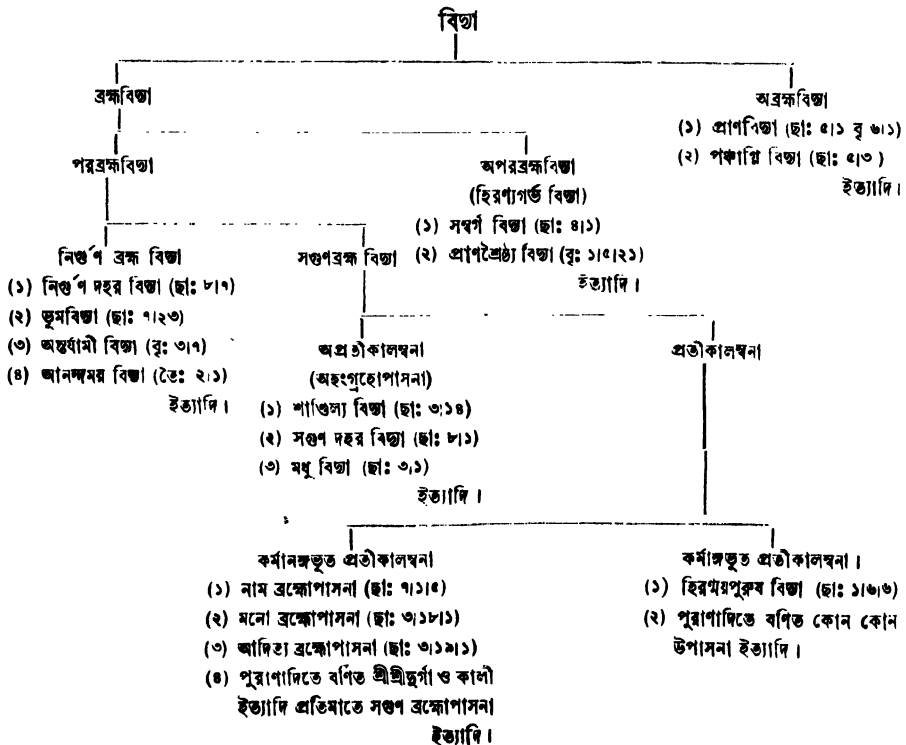 বিদ্যা
ব্রহ্মবিদ্যা
অব্রহ্মবিদ্যা
(১) প্রাণবিদ্যা (ছাঃ ৫।১ বৃ ৬।১)
(২) পঞ্চাগ্নি বিদ্যা (ছাঃ ৫।৩)
ইত্যাদি।
পরব্রহ্মবিদ্যা
অপরব্রহ্মবিদ্যা
(হিরণ্যগর্ভ বিদ্যা)
(১) সম্বর্গ বিদ্যা (ছাঃ ৪।১)
(২) প্রাণশ্রৈষ্ঠ্য বিদ্যা (বৃঃ ১।৫।২১)
ইত্যাদি।
নির্গুণ ব্রহ্ম বিদ্যা
(১) নির্গুণ দহর বিদ্যা (ছাঃ ৮।৭)
(২) ভূমবিদ্যা (ছাঃ ৭।২৩)
(৩) অন্তর্যামী বিদ্যা (বৃঃ ৩।৭)
(৪) আনন্দময় বিদ্যা (তৈঃ ২।১)
ইত্যাদি।
সগুণব্রহ্ম বিদ্যা
অপ্রতীকালম্বনা
(অহংগ্রহোপাসনা)
(১) শাণ্ডিল্য বিদ্যা (ছাঃ ৩।১৪)
(২) সগুণ দহর বিদ্যা (ছাঃ ৮।১)
(৩) মধু বিদ্যা (ছাঃ ৩।১)
ইত্যাদি।
প্রতীকালম্বনা
কর্মানঙ্গভূত প্রতীকালম্বনা
(১) নাম ব্রহ্মোপাসনা (ছাঃ ৭।১।৫)
(২) মনো ব্রহ্মোপাসনা (ছাঃ ৩।১৮।১)
(৩) আদিত্য ব্রহ্মোপাসনা (ছাঃ ৩।১৯।১)
(৪) পুরাণাদিতে বর্ণিত শ্রীশ্রীদুর্গা ও কালী
ইত্যাদি প্রতিমাতে সগুণ ব্রহ্মোপাসনা
ইত্যাদি।
কর্মাঙ্গভূত প্রতীকালম্বনা।
(১) হিরণ্ময়পুরুষ বিদ্যা (ছাঃ ১।৬।৬)
(২) পুরাণাদিতে বর্ণিত কোন কোন
উপাসনা ইত্যাদি।